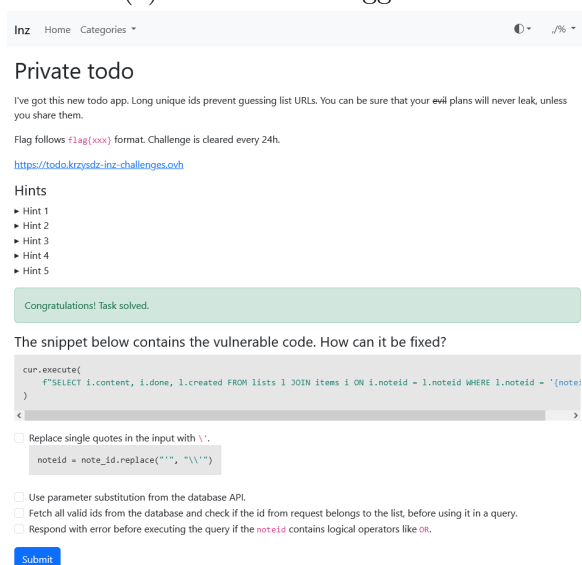 Inz Home Categories
Private todo
I've got this new todo app. Long unique ids prevent guessing list URLs. You can be sure that your evil plans will never leak, unless
you share them.
Flag follows flag{xxx} format. Challenge is cleared every 24h.
https://todo.krzysdz-inz-challenges.ovh
Hints
Hint 1
Hint 2
Hint 3
Hint 4
Hint 5
Congratulations! Task solved.
The snippet below contains the vulnerable code. How can it be fixed?
cur.execute(
f"SELECT i.content, i.done, l.created FROM lists l JOIN items i ON i.noteid = l.noteid WHERE l.noteid = '{notei
)
Replace single quotes in the input with \'.
noteid = note_id.replace("'", "\\'")
Use parameter substitution from the database API.
Fetch all valid ids from the database and check if the id from request belongs to the list, before using it in a query.
Respond with error before executing the query if the noteid contains logical operators like OR.
Submit